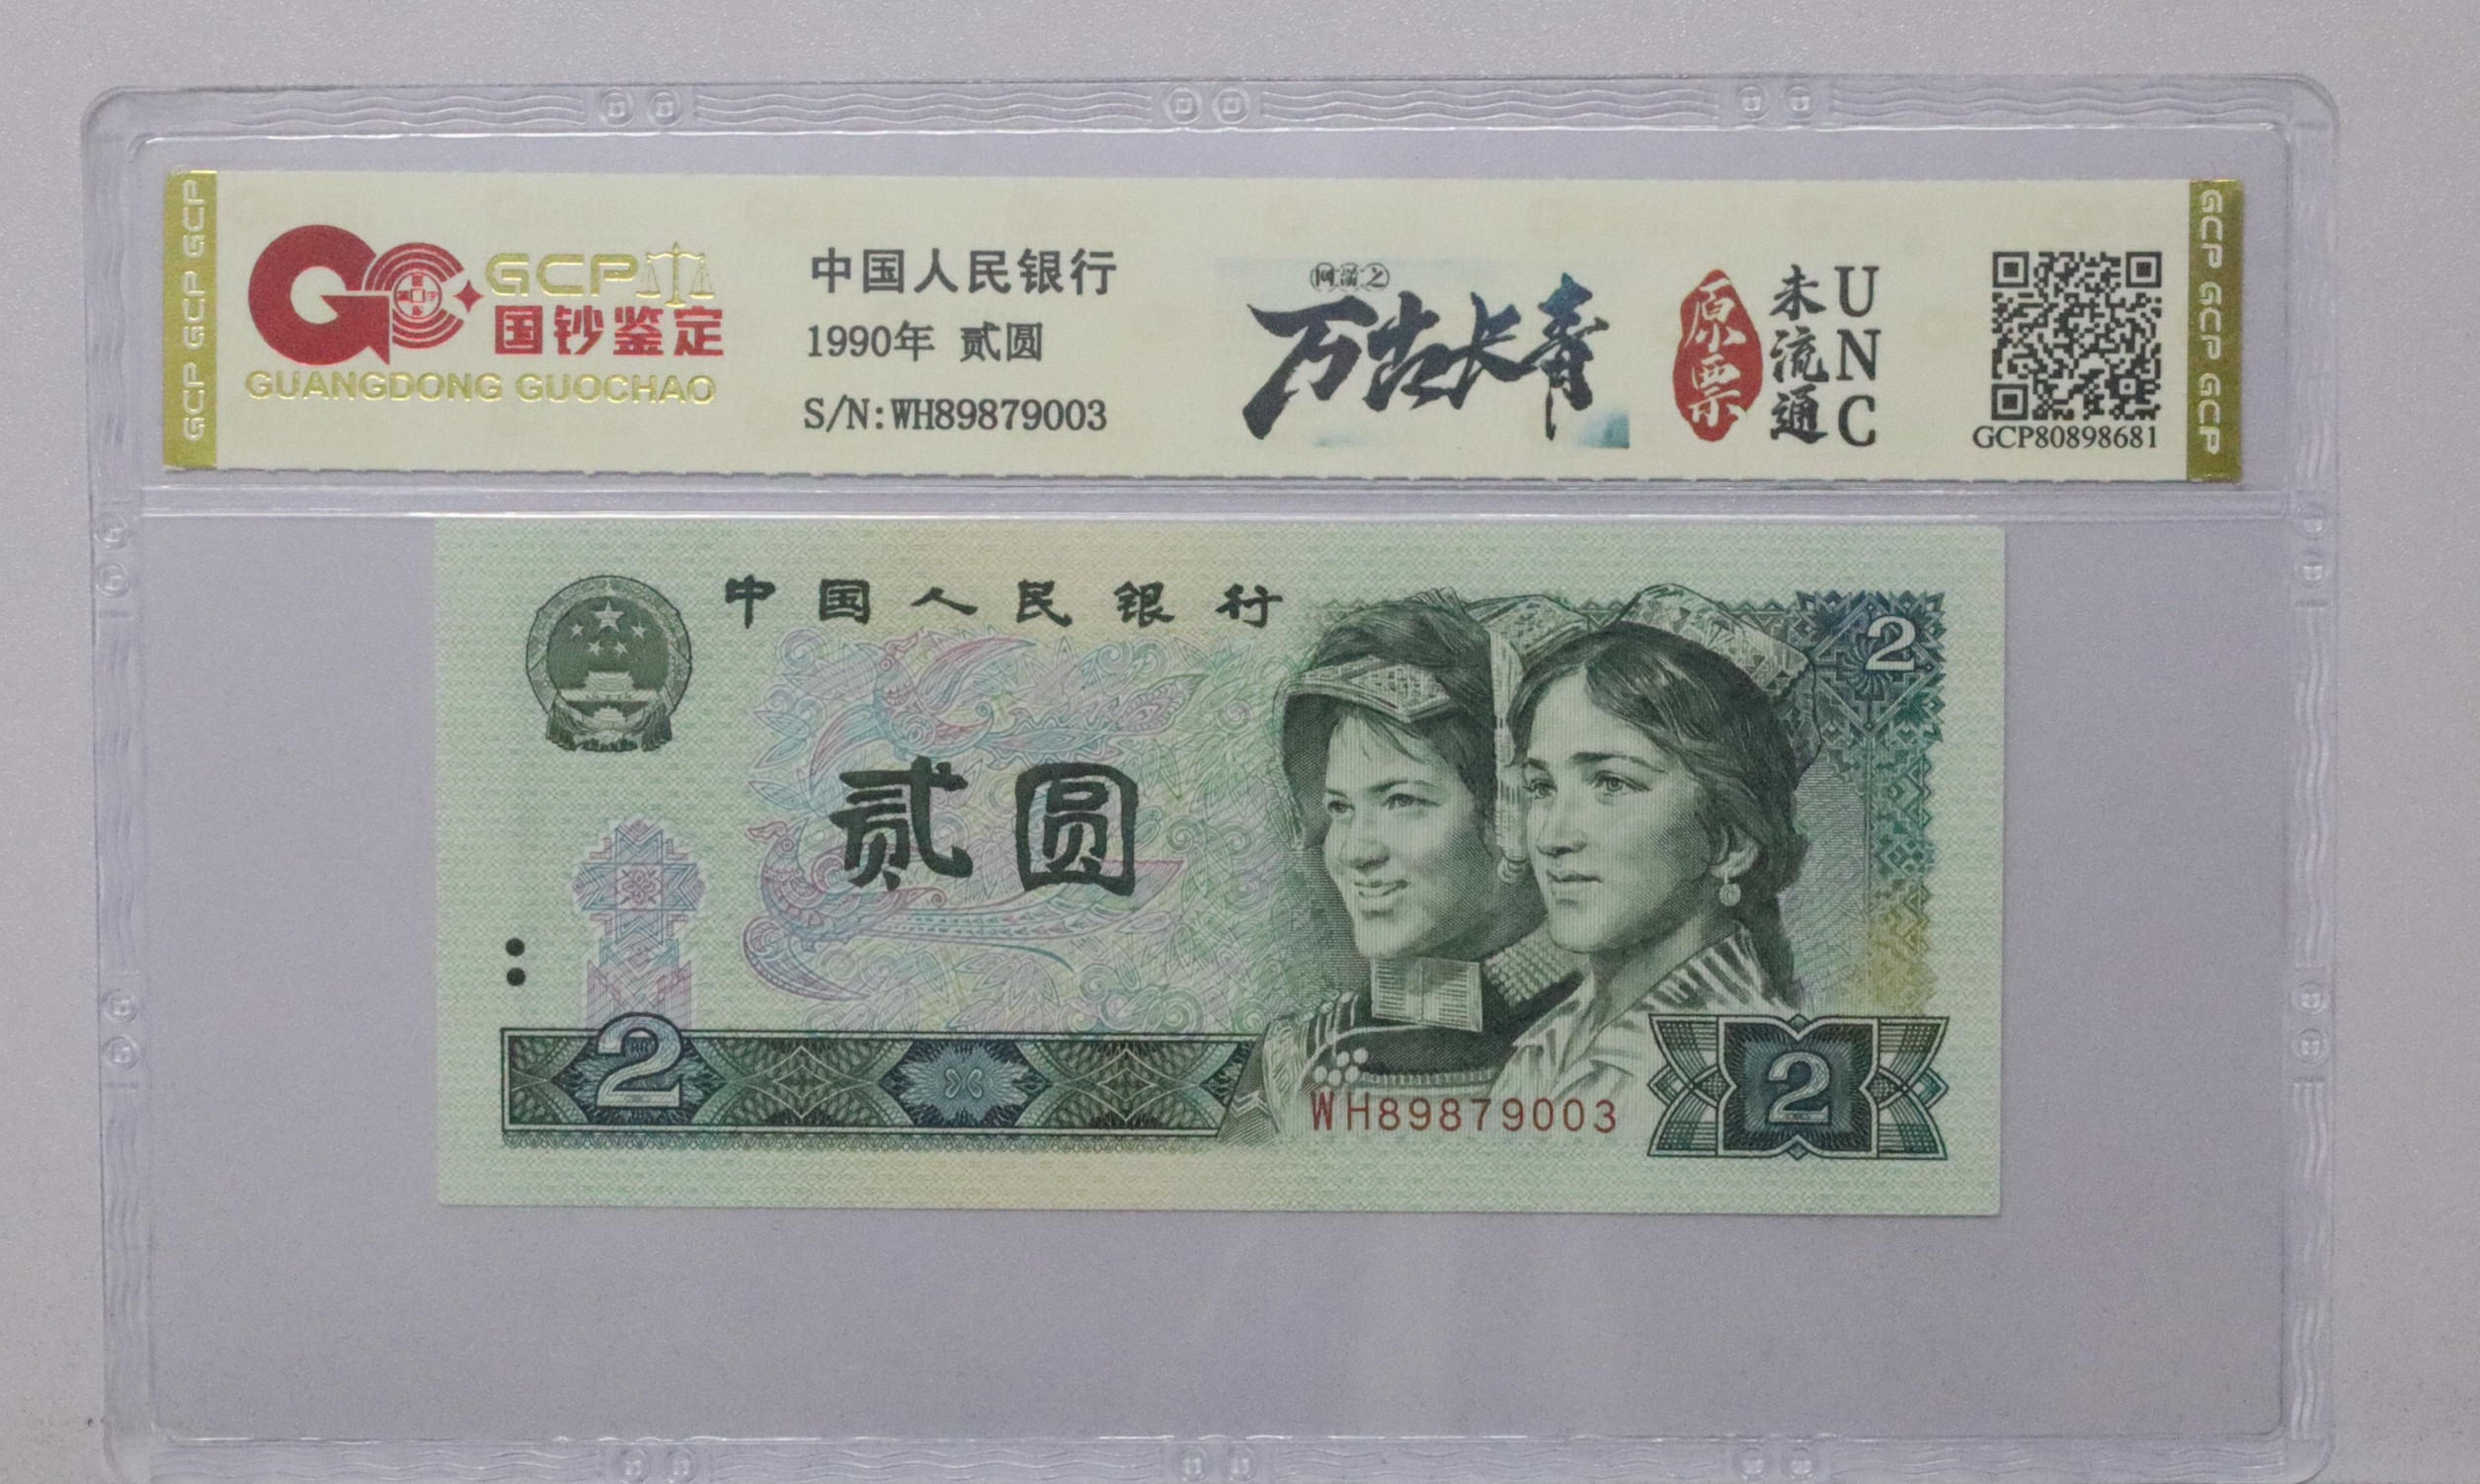 GCP GCP GCP
GCP
国钞鉴定
GUANGDONG GUOCHAO
中国人民银行
1990年 贰圆
S/N:WH89879003
万古长青
原票
未流通
UNC
GCP80898681
GCP GCP GCP
中国人民银行
2
贰圆
2
WH89879003
2